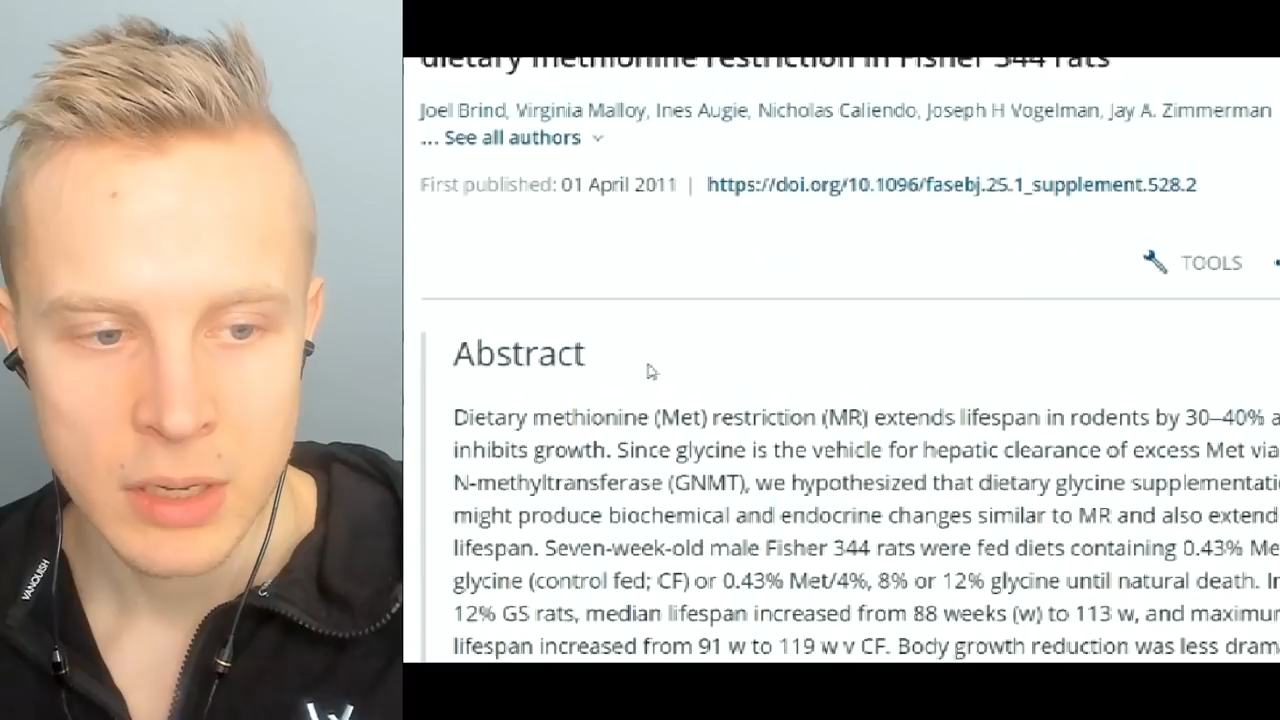 dietary methionine restriction in Fisher 344 rats
Joel Brind, Virginia Malloy, Ines Augie, Nicholas Caliendo, Joseph H Vogelman, Jay A. Zimmerman
... See all authors
First published: 01 April 2011 | https://doi.org/10.1096/fasebj.25.1_supplement.528.2
TOOLS
Abstract
Dietary methionine (Met) restriction (MR) extends lifespan in rodents by 30–40% a
inhibits growth. Since glycine is the vehicle for hepatic clearance of excess Met via
N-methyltransferase (GNMT), we hypothesized that dietary glycine supplementati
might produce biochemical and endocrine changes similar to MR and also extend
lifespan. Seven-week-old male Fisher 344 rats were fed diets containing 0.43% Me
glycine (control fed; CF) or 0.43% Met/4%, 8% or 12% glycine until natural death. I
12% GS rats, median lifespan increased from 88 weeks (w) to 113 w, and maximu
lifespan increased from 91 w to 119 w v CF. Body growth reduction was less dram
VANQUISH